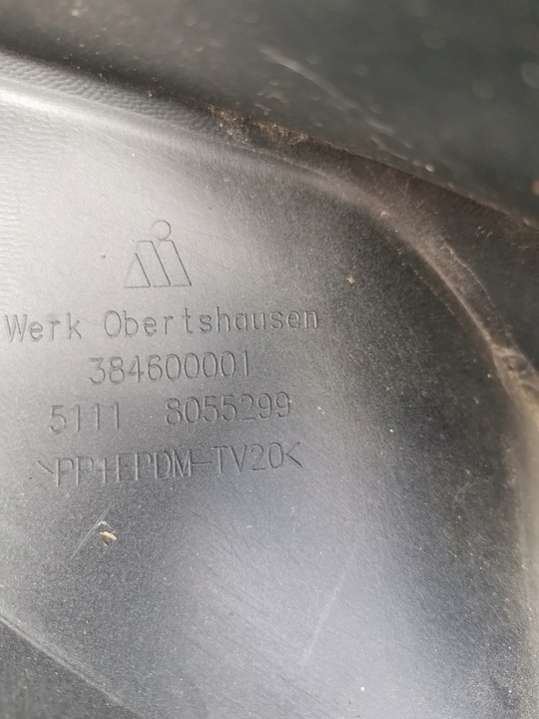 Werk Obertshausen
384600001
5111 8055299
>PP+EPDM-TV20<